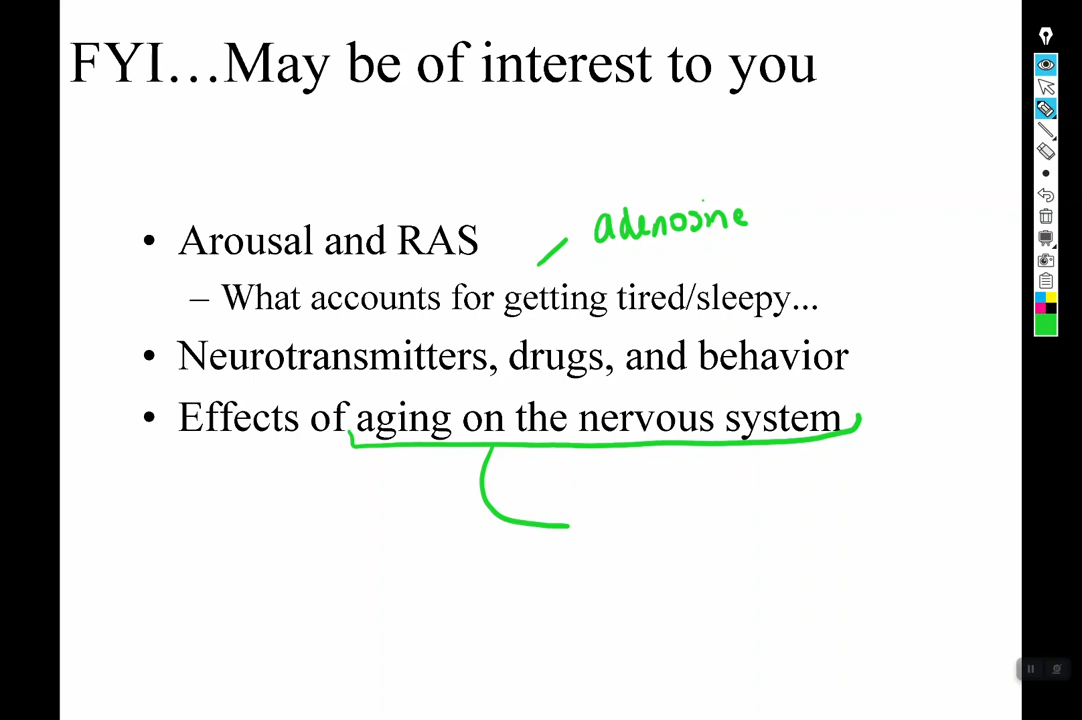 FYI…May be of interest to you
adenosine
• Arousal and RAS
– What accounts for getting tired/sleepy...
• Neurotransmitters, drugs, and behavior
• Effects of aging on the nervous system